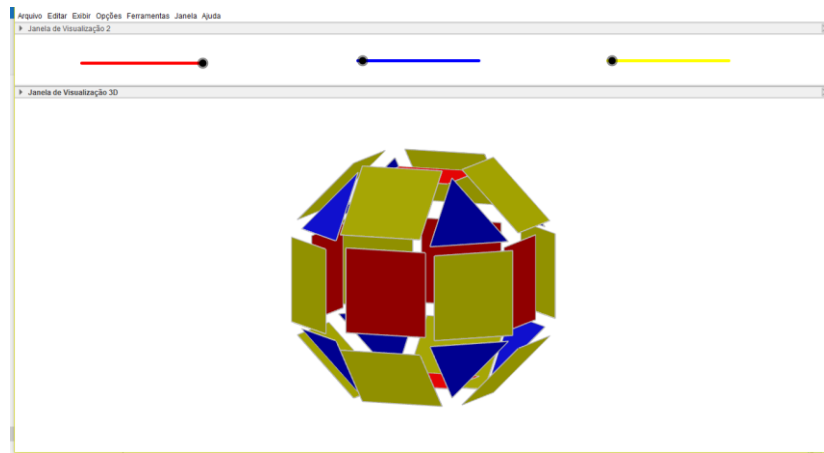 Arquivo Editar Exibir Opções Ferramentas Janela Ajuda
Janela de Visualização 2
Janela de Visualização 3D